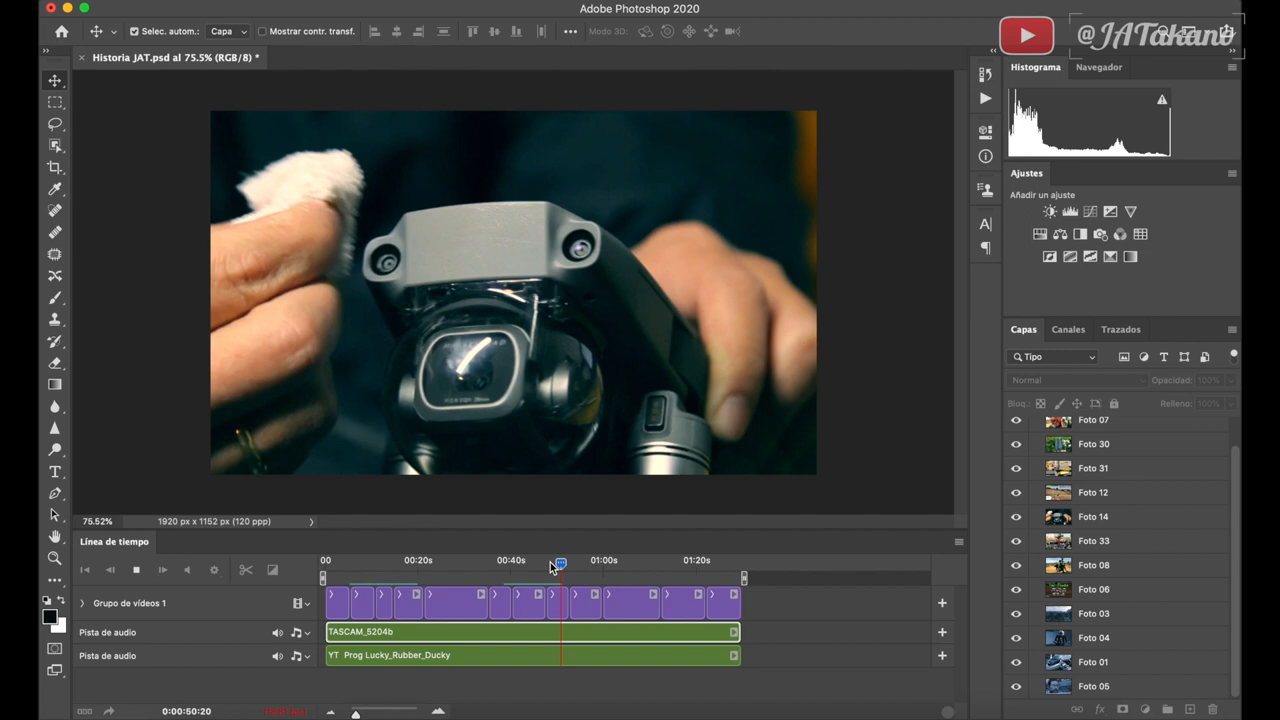 Adobe Photoshop 2020
Selec. autom.: Capa Mostrar contr. transf. Modo 3D:
@JATakano
Historia JAT.psd al 75.5% (RGB/8) *
Histograma Navegador
Ajustes
Añadir un ajuste
Capas Canales Trazados
Tipo
Normal Opacidad: 100%
Bloq.: Relleno: 100%
Foto 07
Foto 30
Foto 31
Foto 12
Foto 14
Foto 33
Foto 08
Foto 06
Foto 03
Foto 04
Foto 01
Foto 05
75.52% 1920 px x 1152 px (120 ppp)
Línea de tiempo
00 00:20s 00:40s 01:00s 01:20s
Grupo de vídeos 1
Pista de audio TASCAM_5204b
Pista de audio YT Prog Lucky_Rubber_Ducky
0:00:50:20